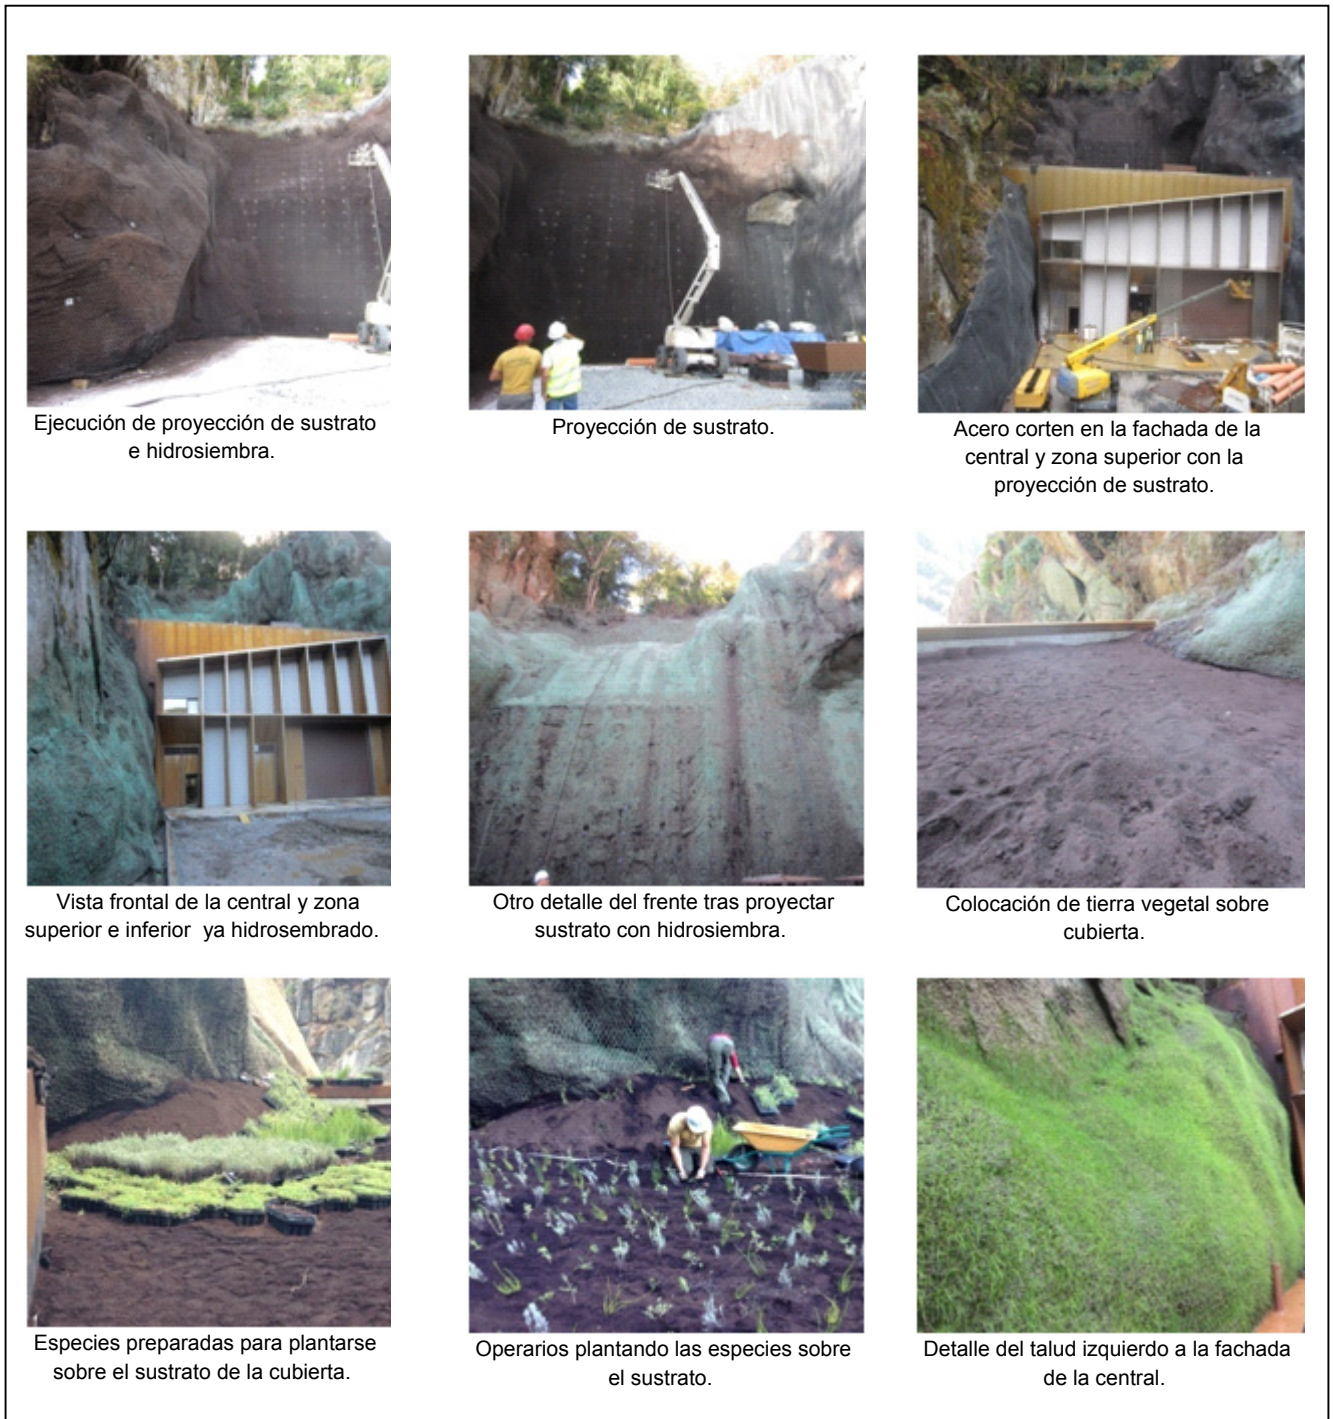 Ejecución de proyección de sustrato
e hidrosiembra.
Proyección de sustrato.
Acero corten en la fachada de la
central y zona superior con la
proyección de sustrato.
Vista frontal de la central y zona
superior e inferior  ya hidrosembrado.
Otro detalle del frente tras proyectar
sustrato con hidrosiembra.
Colocación de tierra vegetal sobre
cubierta.
Especies preparadas para plantarse
sobre el sustrato de la cubierta.
Operarios plantando las especies sobre
el sustrato.
Detalle del talud izquierdo a la fachada
de la central.